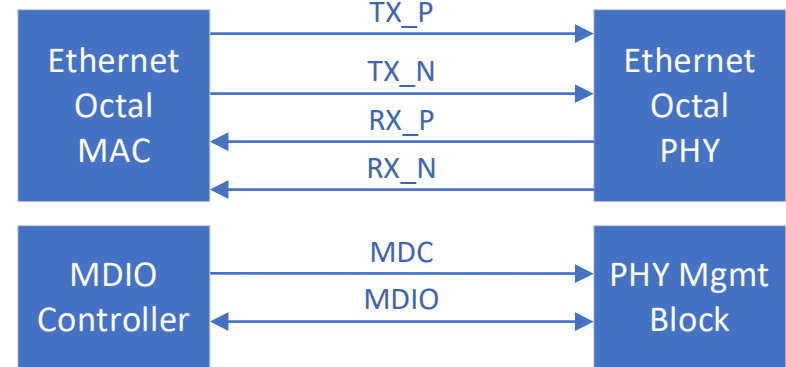 TX_P
Ethernet
Octal
MAC
TX_N
RX_P
RX_N
Ethernet
Octal
PHY
MDIO
Controller
MDC
MDIO
PHY Mgmt
Block